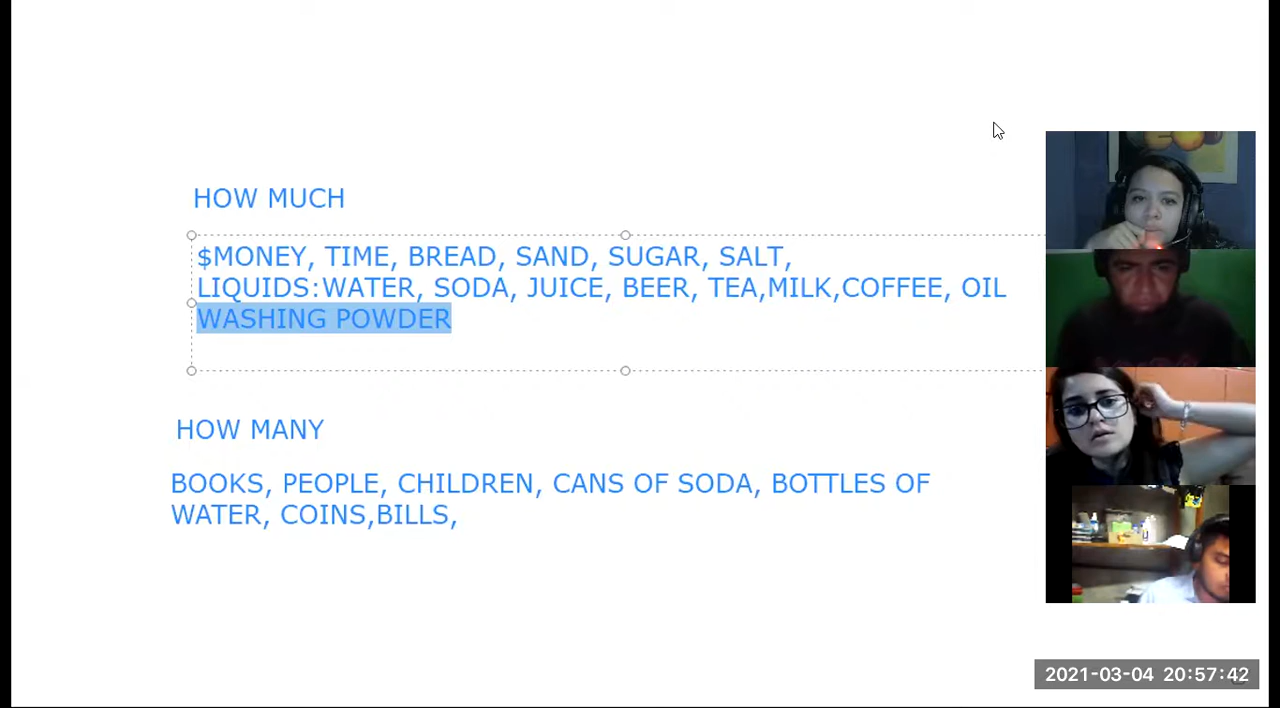 HOW MUCH
$MONEY, TIME, BREAD, SAND, SUGAR, SALT,
LIQUIDS:WATER, SODA, JUICE, BEER, TEA,MILK,COFFEE, OIL
WASHING POWDER
HOW MANY
BOOKS, PEOPLE, CHILDREN, CANS OF SODA, BOTTLES OF
WATER, COINS,BILLS,
2021-03-04 20:57:42